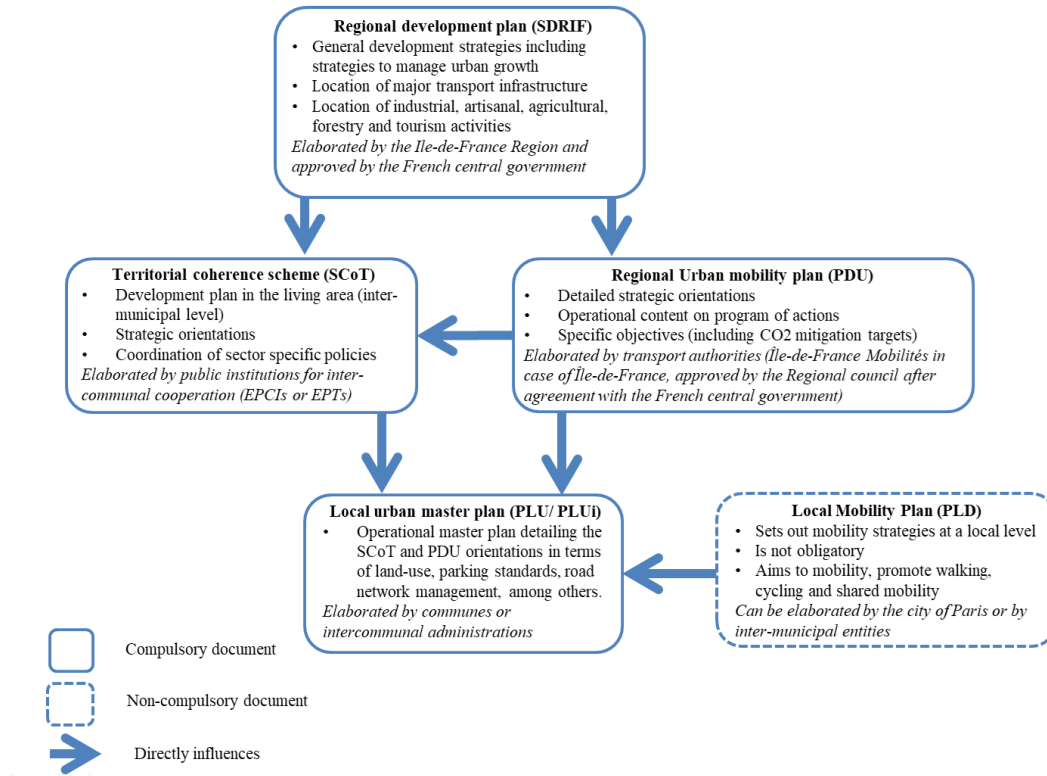 Regional development plan (SDRIF)
• General development strategies including
strategies to manage urban growth
• Location of major transport infrastructure
• Location of industrial, artisanal, agricultural,
forestry and tourism activities
Elaborated by the Ile-de-France Region and
approved by the French central government
Territorial coherence scheme (SCoT)
• Development plan in the living area (inter-
municipal level)
• Strategic orientations
• Coordination of sector specific policies
Elaborated by public institutions for inter-
communal cooperation (EPCIs or EPTs)
Regional Urban mobility plan (PDU)
• Detailed strategic orientations
• Operational content on program of actions
• Specific objectives (including CO2 mitigation targets)
Elaborated by transport authorities (Île-de-France Mobilités in
case of Île-de-France, approved by the Regional council after
agreement with the French central government)
Local urban master plan (PLU/ PLUi)
• Operational master plan detailing the
SCoT and PDU orientations in terms
of land-use, parking standards, road
network management, among others.
Elaborated by communes or
intercommunal administrations
Local Mobility Plan (PLD)
• Sets out mobility strategies at a local level
• Is not obligatory
• Aims to mobility, promote walking,
cycling and shared mobility
Can be elaborated by the city of Paris or by
inter-municipal entities
Compulsory document
Non-compulsory document
Directly influences